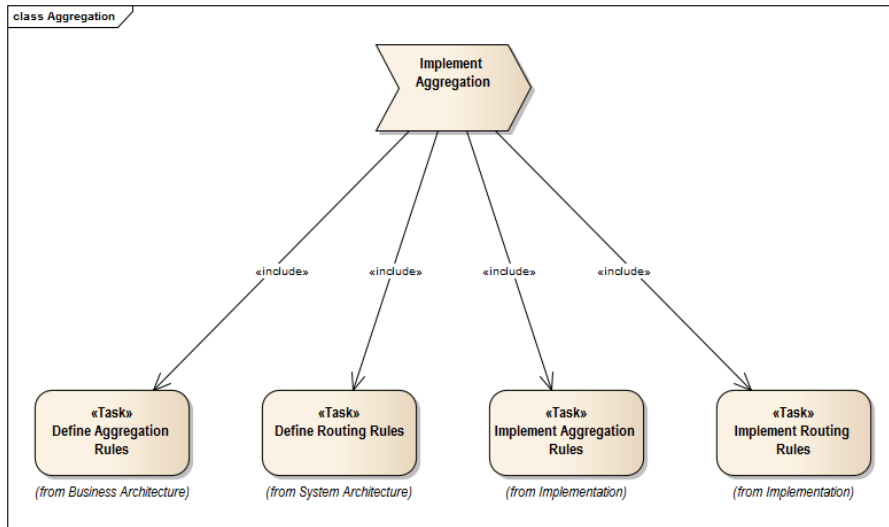 class Aggregation
Implement
Aggregation
«include»
«include»
«include»
«include»
«Task»
Define Aggregation
Rules
(from Business Architecture)
«Task»
Define Routing Rules
(from System Architecture)
«Task»
Implement Aggregation
Rules
(from Implementation)
«Task»
Implement Routing
Rules
(from Implementation)